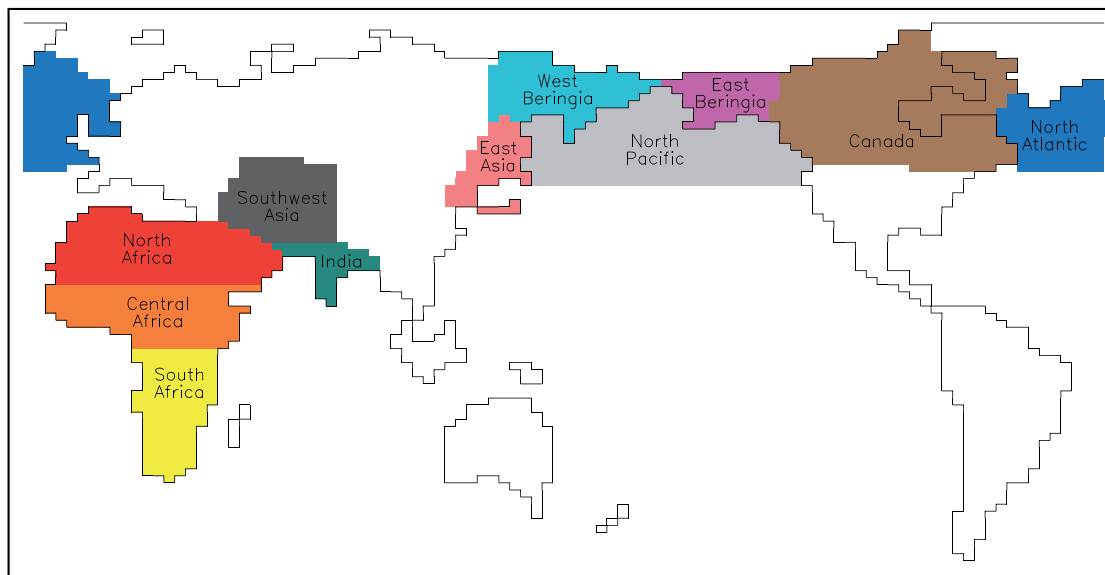 West
Beringia
East
Beringia
North
Atlantic
Canada
North
Pacific
East
Asia
Southwest
Asia
North
Africa
India
Central
Africa
South
Africa